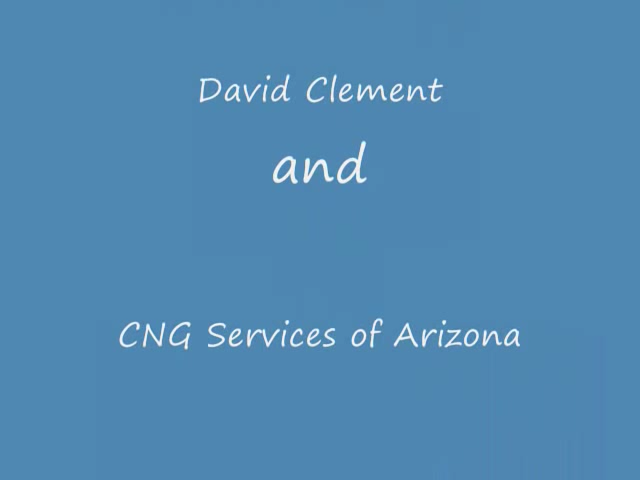 David Clement
and
CNG Services of Arizona